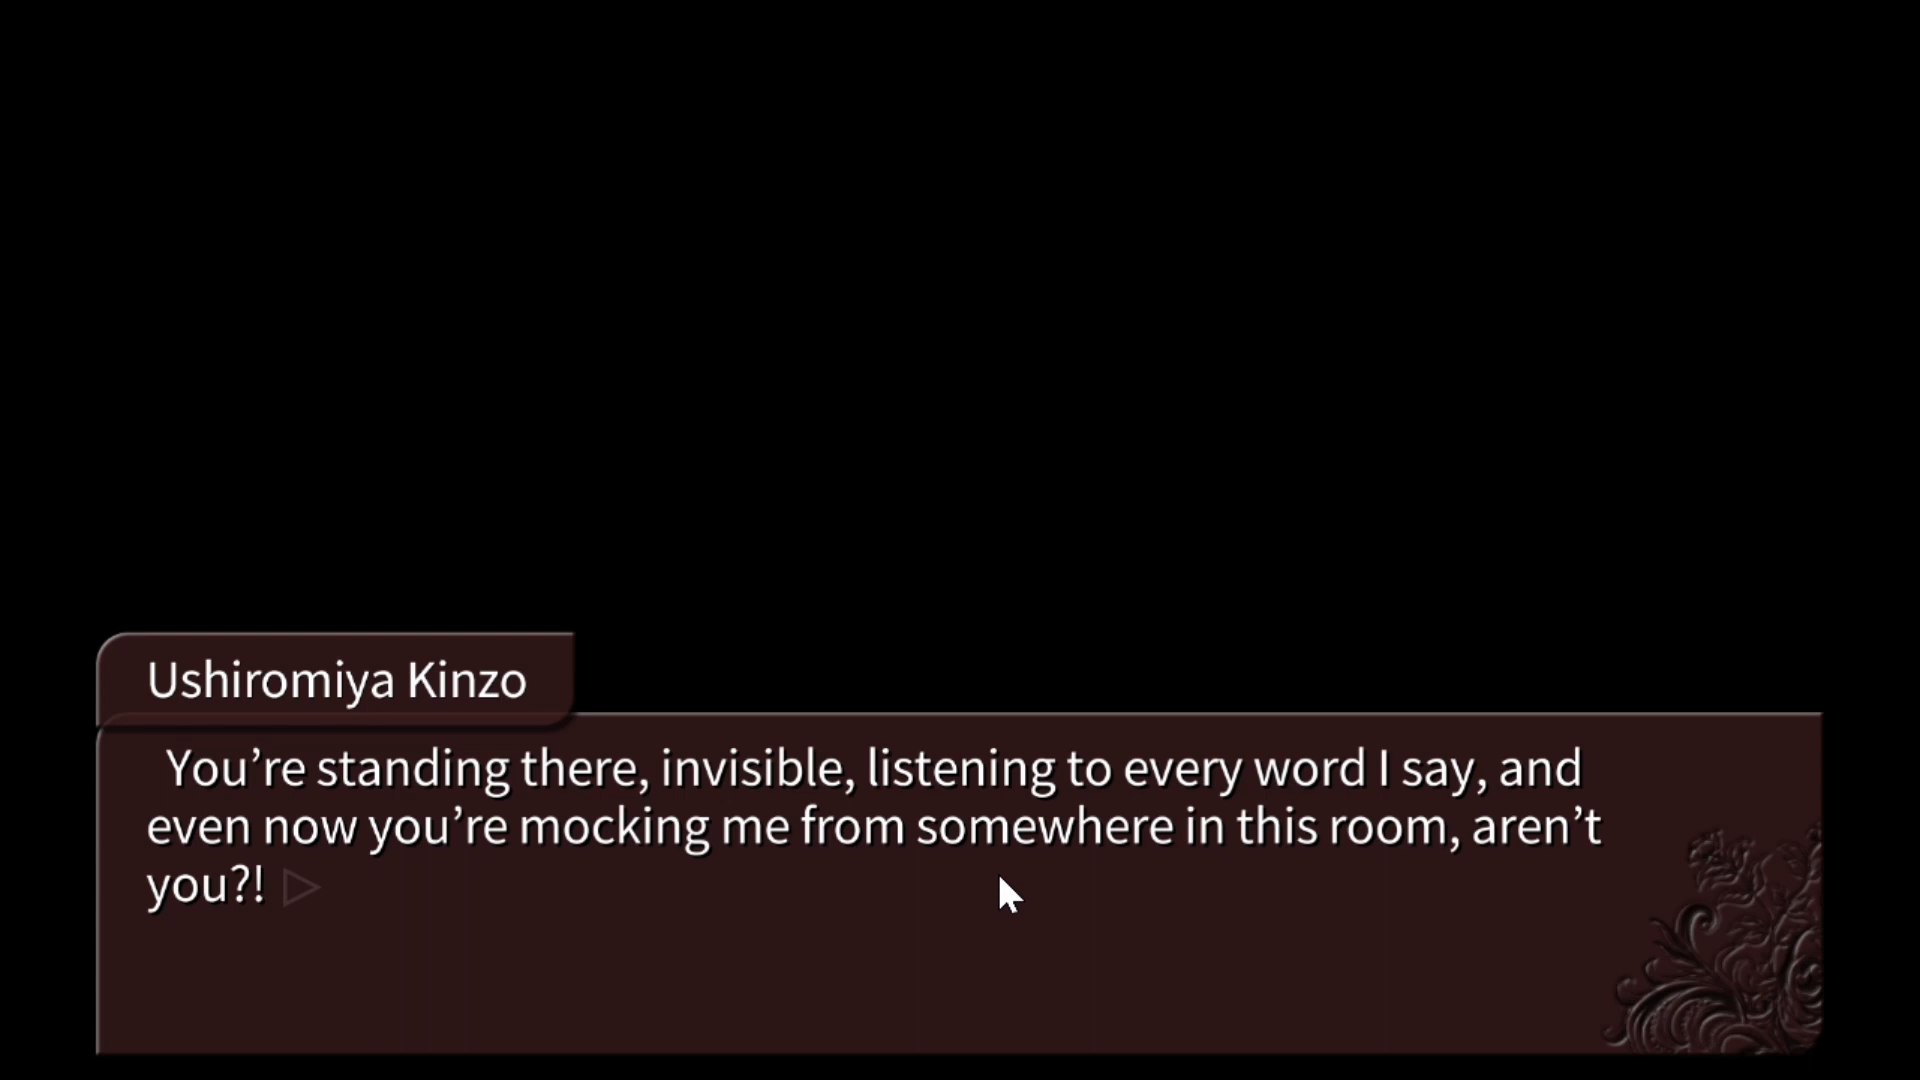 Ushiromiya Kinzo
You’re standing there, invisible, listening to every word I say, and
even now you’re mocking me from somewhere in this room, aren’t
you?!